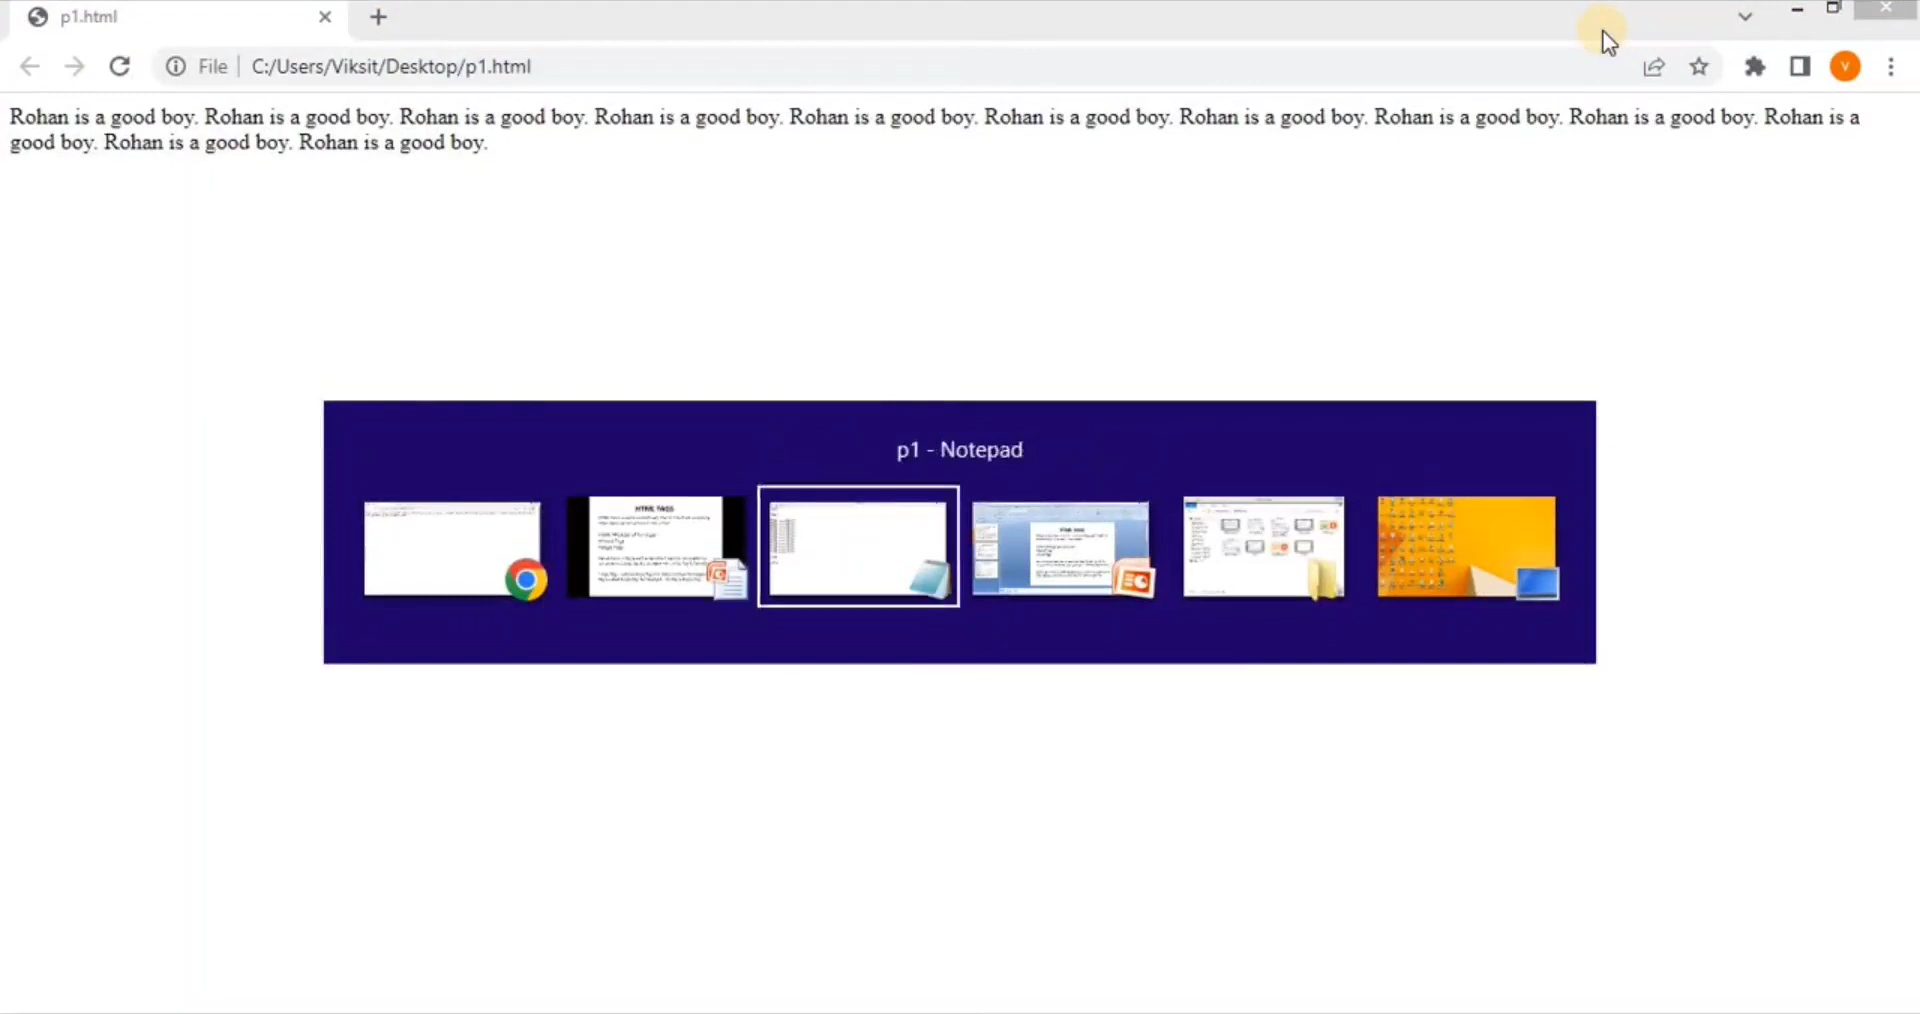 p1.html
File C:/Users/Viksit/Desktop/p1.html
V
Rohan is a good boy. Rohan is a good boy. Rohan is a good boy. Rohan is a good boy. Rohan is a good boy. Rohan is a good boy. Rohan is a good boy. Rohan is a good boy. Rohan is a good boy. Rohan is a
good boy. Rohan is a good boy. Rohan is a good boy.
p1 - Notepad
HTML TAGS